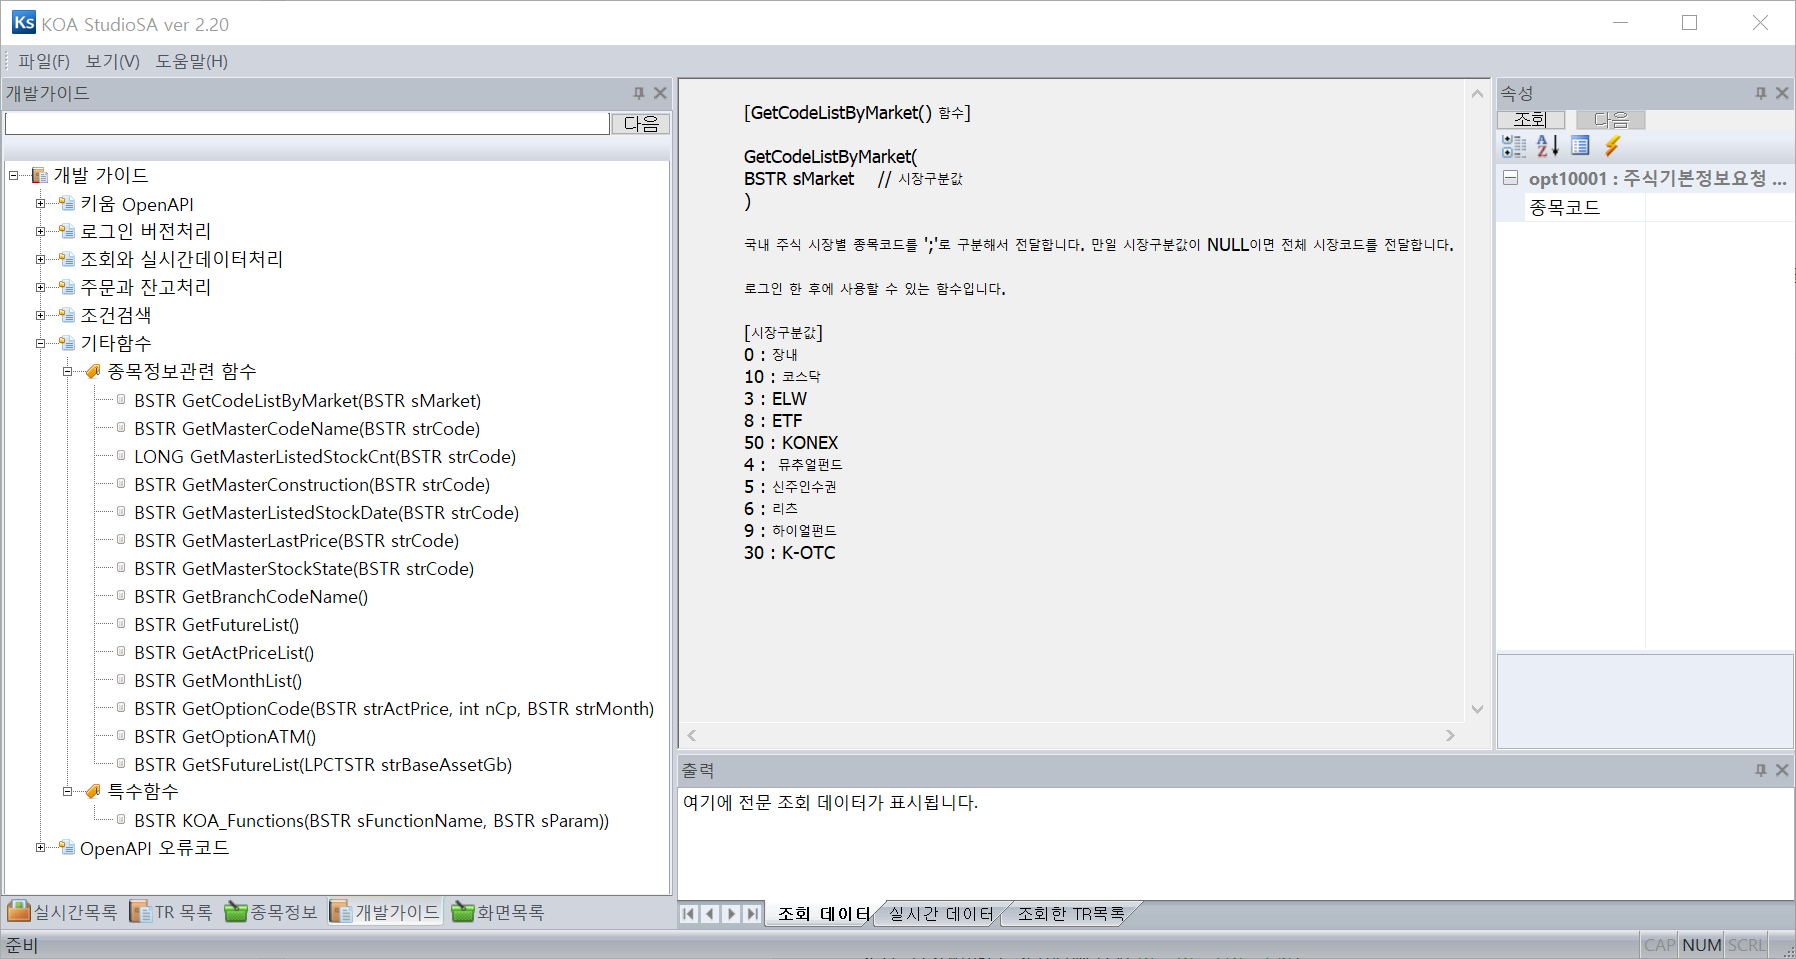 Ks KOA StudioSA ver 2.20
파일(F) 보기(V) 도움말(H)
개발가이드
다음
개발 가이드
키움 OpenAPI
로그인 버전처리
조회와 실시간데이터처리
주문과 잔고처리
조건검색
기타함수
종목정보관련 함수
BSTR GetCodeListByMarket(BSTR sMarket)
BSTR GetMasterCodeName(BSTR strCode)
LONG GetMasterListedStockCnt(BSTR strCode)
BSTR GetMasterConstruction(BSTR strCode)
BSTR GetMasterListedStockDate(BSTR strCode)
BSTR GetMasterLastPrice(BSTR strCode)
BSTR GetMasterStockState(BSTR strCode)
BSTR GetBranchCodeName()
BSTR GetFutureList()
BSTR GetActPriceList()
BSTR GetMonthList()
BSTR GetOptionCode(BSTR strActPrice, int nCp, BSTR strMonth)
BSTR GetOptionATM()
BSTR GetSFutureList(LPCTSTR strBaseAssetGb)
특수함수
BSTR KOA_Functions(BSTR sFunctionName, BSTR sParam))
OpenAPI 오류코드
실시간목록 TR 목록 종목정보 개발가이드 화면목록
[GetCodeListByMarket() 함수]
GetCodeListByMarket(
BSTR sMarket // 시장구분값
)
국내 주식 시장별 종목코드를 ';'로 구분해서 전달합니다. 만일 시장구분값이 NULL이면 전체 시장코드를 전달합니다.
로그인 한 후에 사용할 수 있는 함수입니다.
[시장구분값]
0 : 장내
10 : 코스닥
3 : ELW
8 : ETF
50 : KONEX
4 : 뮤추얼펀드
5 : 신주인수권
6 : 리츠
9 : 하이얼펀드
30 : K-OTC
출력
여기에 전문 조회 데이터가 표시됩니다.
조회 데이터 실시간 데이터 조회한 TR목록
속성
조회 다음
opt10001 : 주식기본정보요청 ...
종목코드
준비
CAP NUM SCRL